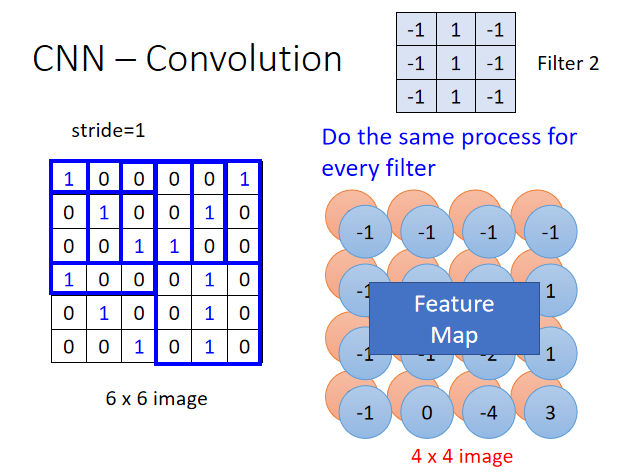 CNN – Convolution
-1 1 -1
-1 1 -1
-1 1 -1
Filter 2
stride=1
Do the same process for
every filter
1 0 0 0 0 1
0 1 0 0 1 0
0 0 1 1 0 0
1 0 0 0 1 0
0 1 0 0 1 0
0 0 1 0 1 0
6 x 6 image
-1 -1 -1 -1
-1 1
Feature
Map
-1 -1 -2 1
-1 0 -4 3
4 x 4 image